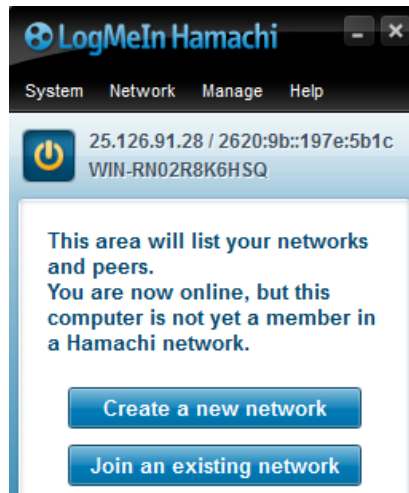 LogMeIn Hamachi
System Network Manage Help
25.126.91.28 / 2620:9b::197e:5b1c
WIN-RN02R8K6HSQ
This area will list your networks
and peers.
You are now online, but this
computer is not yet a member in
a Hamachi network.
Create a new network
Join an existing network